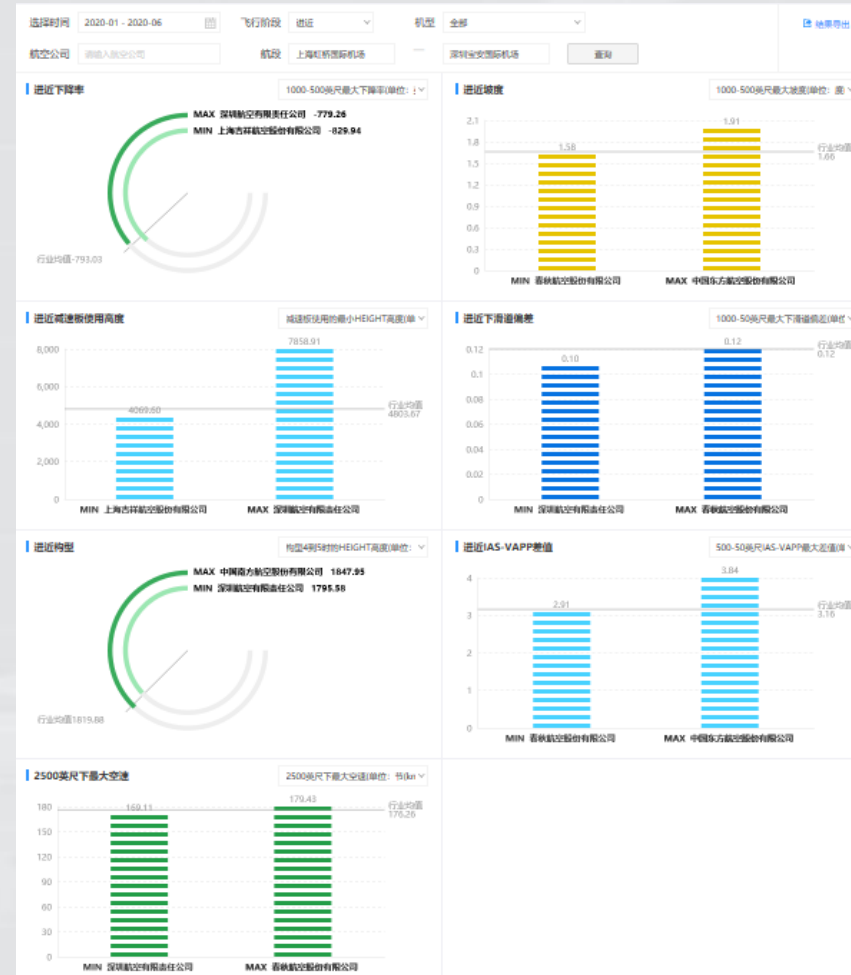 选择时间 2020-01 - 2020-06 飞行阶段 进近 机型 全部 结果导出
航空公司 请输入航空公司 航段 上海虹桥国际机场 — 深圳宝安国际机场 查询
进近下降率 1000-500英尺最大下降率(单位:
MAX 深圳航空有限责任公司 -779.26
MIN 上海吉祥航空股份有限公司 -829.94
行业均值-793.03
进近坡度 1000-500英尺最大坡度(单位: 度
2.1
1.8
1.5
1.2
0.9
0.6
0.3
0
1.58
1.91
行业均值
1.66
MIN 春秋航空股份有限公司 MAX 中国东方航空股份有限公司
进近减速板使用高度 减速板使用的最小HEIGHT高度(单
8,000
6,000
4,000
2,000
0
4069.60
7858.91
行业均值
4803.67
MIN 上海吉祥航空股份有限公司 MAX 深圳航空有限责任公司
进近下滑道偏差 1000-50英尺最大下滑道偏差(单位
0.12
0.1
0.08
0.06
0.04
0.02
0
0.10
0.12
行业均值
0.12
MIN 深圳航空有限责任公司 MAX 春秋航空股份有限公司
进近构型 构型4到5时的HEIGHT高度(单位:
MAX 中国南方航空股份有限公司 1847.95
MIN 深圳航空有限责任公司 1795.58
行业均值1819.88
进近IAS-VAPP差值 500-50英尺IAS-VAPP最大差值(单
4
3
2
1
0
2.91
3.84
行业均值
3.16
MIN 春秋航空股份有限公司 MAX 中国东方航空股份有限公司
2500英尺下最大空速 2500英尺下最大空速(单位: 节(kn
180
150
120
90
60
30
0
169.11
179.43
行业均值
176.26
MIN 深圳航空有限责任公司 MAX 春秋航空股份有限公司